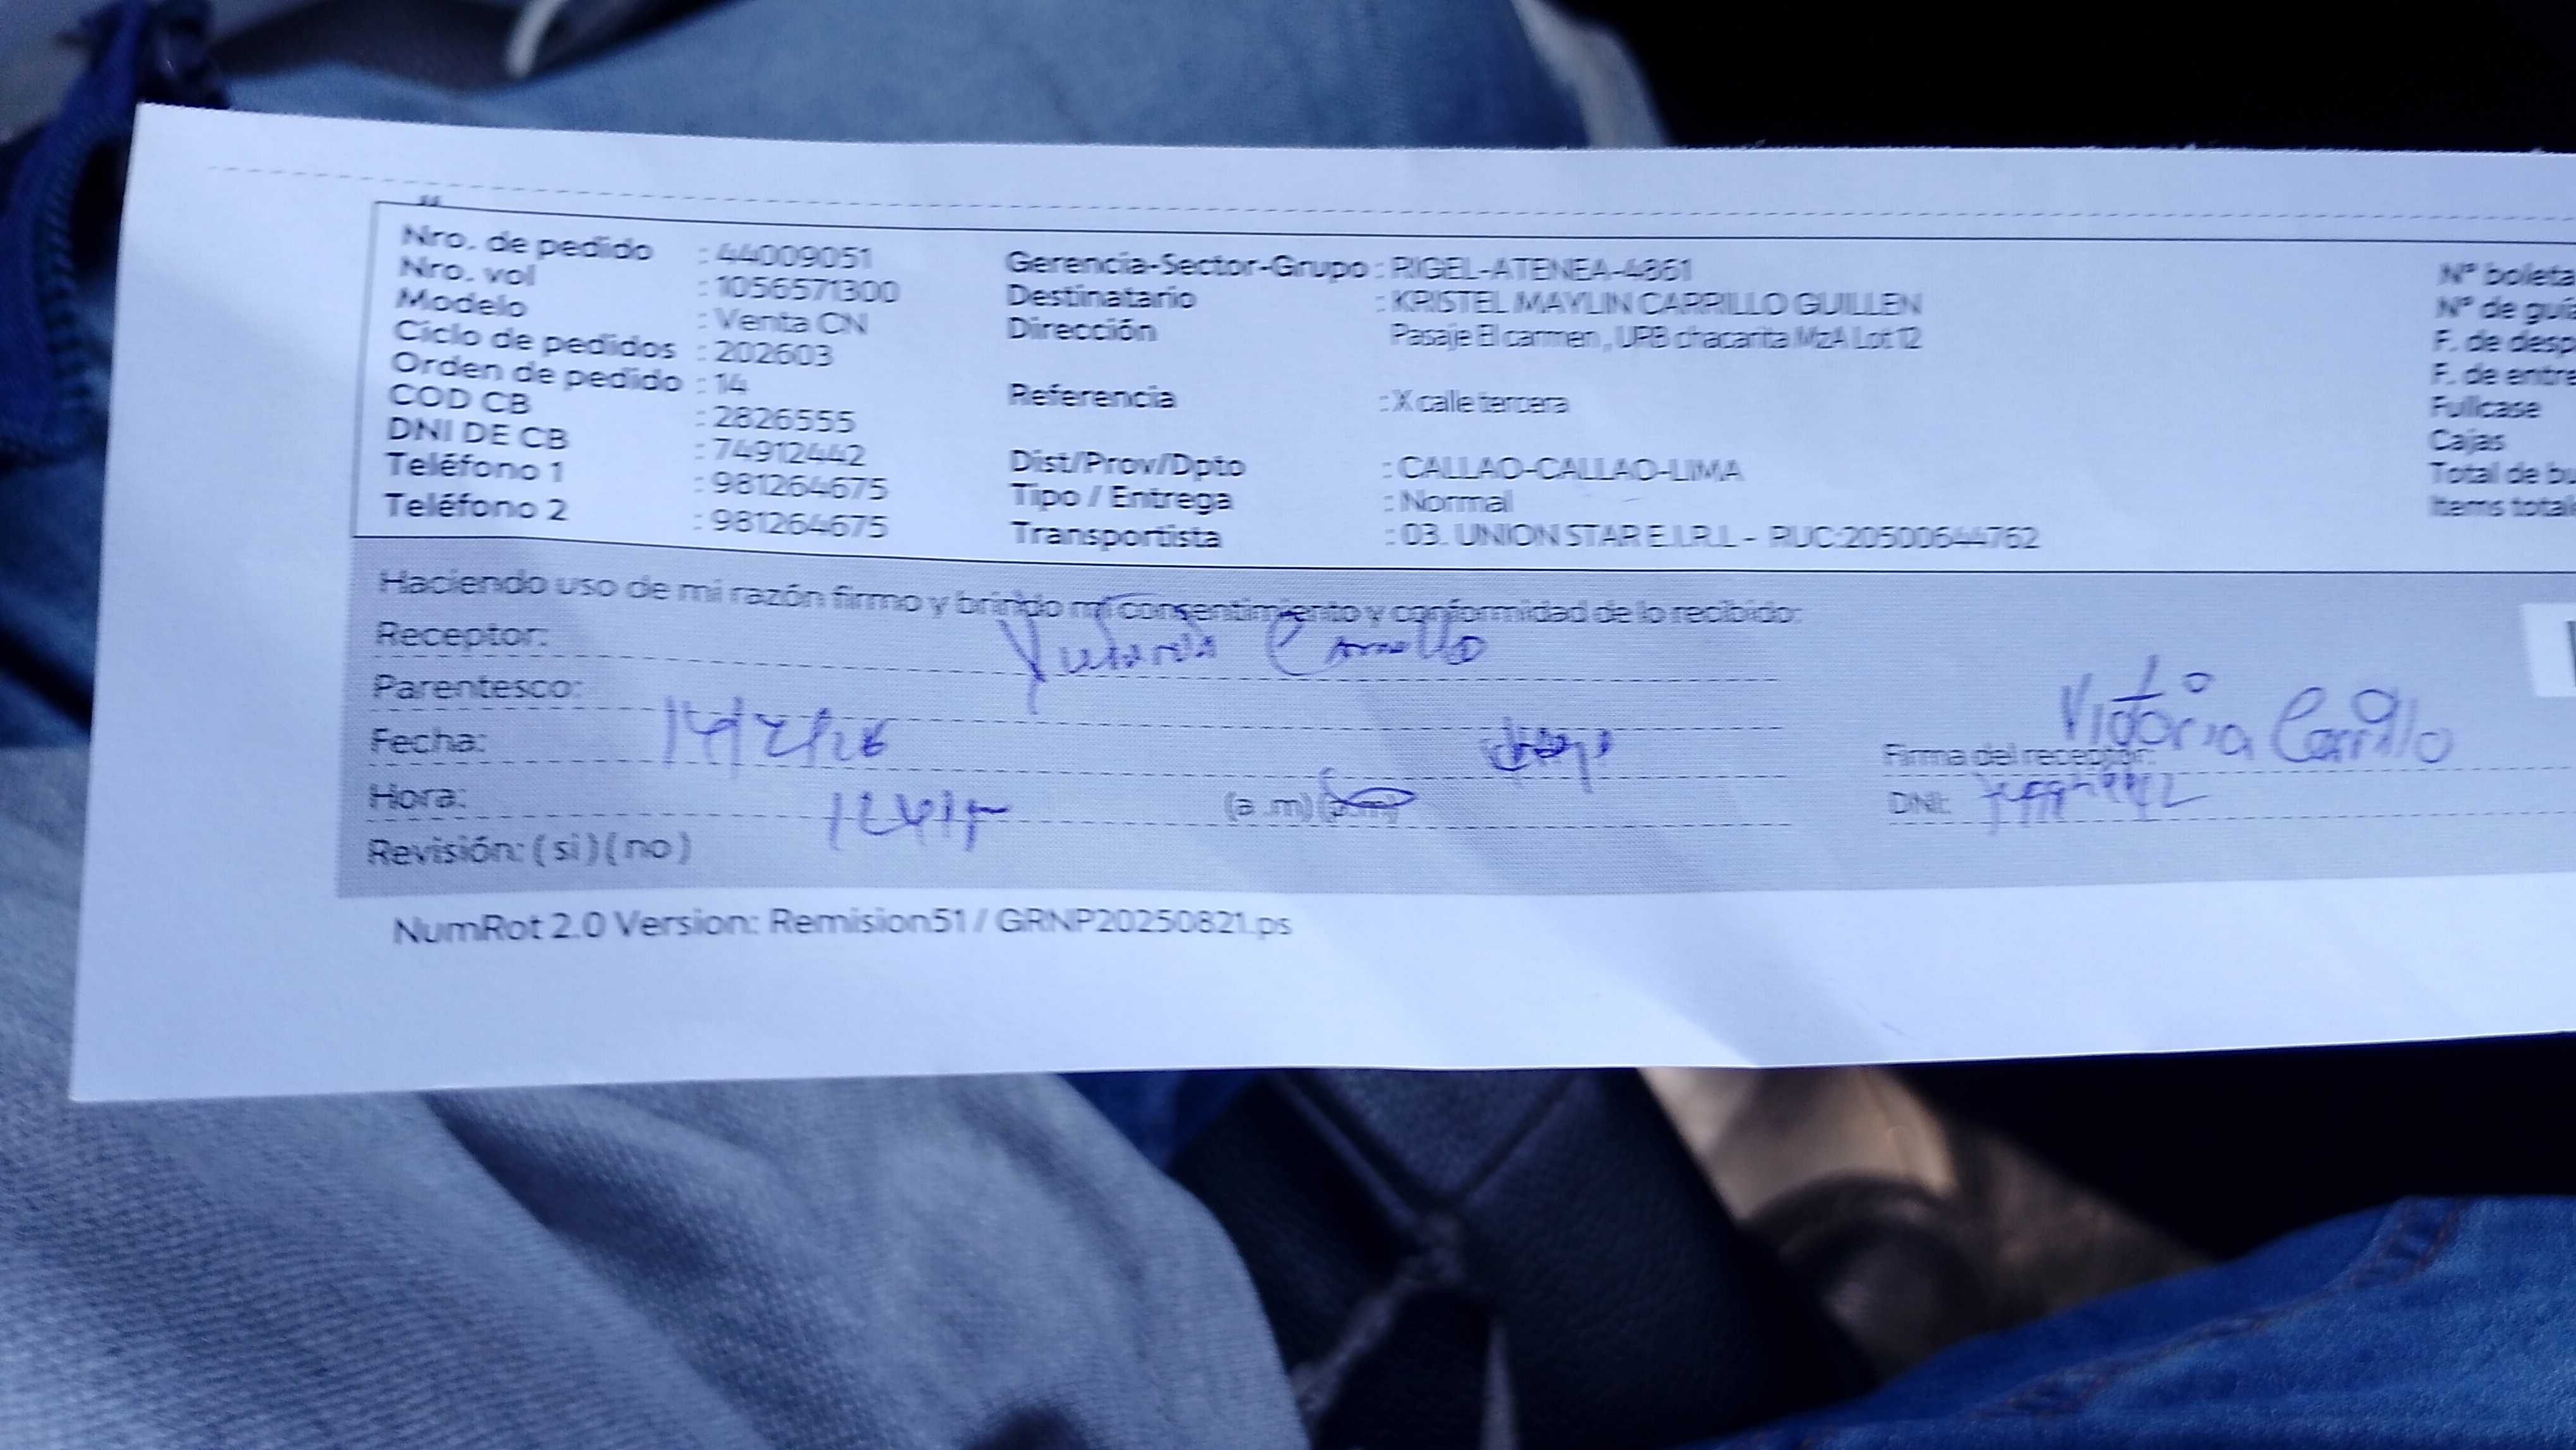 Nro. de pedido : 44009051
Nro. vol : 1056571300
Modelo : Venta CN
Ciclo de pedidos : 202603
Orden de pedido : 14
COD CB : 2826555
DNI DE CB : 74912442
Teléfono 1 : 981264675
Teléfono 2 : 981264675
Gerencia-Sector-Grupo : RIGEL-ATENEA-4861
Destinatario : KRISTEL MAYLIN CARRILLO GUILLEN
Dirección Pasaje El carmen , URB chacarita MzA Lot 12
Referencia : X calle tercera
Dist/Prov/Dpto : CALLAO-CALLAO-LIMA
Tipo / Entrega : Normal
Transportista : 03. UNION STAR E.I.R.L - RUC:20500644762
N° boleta
N° de guia
F. de desp
F. de entre
Fullcase
Cajas
Total de bu
Items totale
Haciendo uso de mi razón firmo y brindo mi consentimiento y conformidad de lo recibido:
Receptor: Carrillo
Parentesco:
Fecha: 14/2/26
Hora: (a .m) (p.m)
Revisión: ( si ) ( no )
Victoria Carrillo
Firma del receptor:
DNI:
NumRot 2.0 Version: Remision51 / GRNP20250821.ps